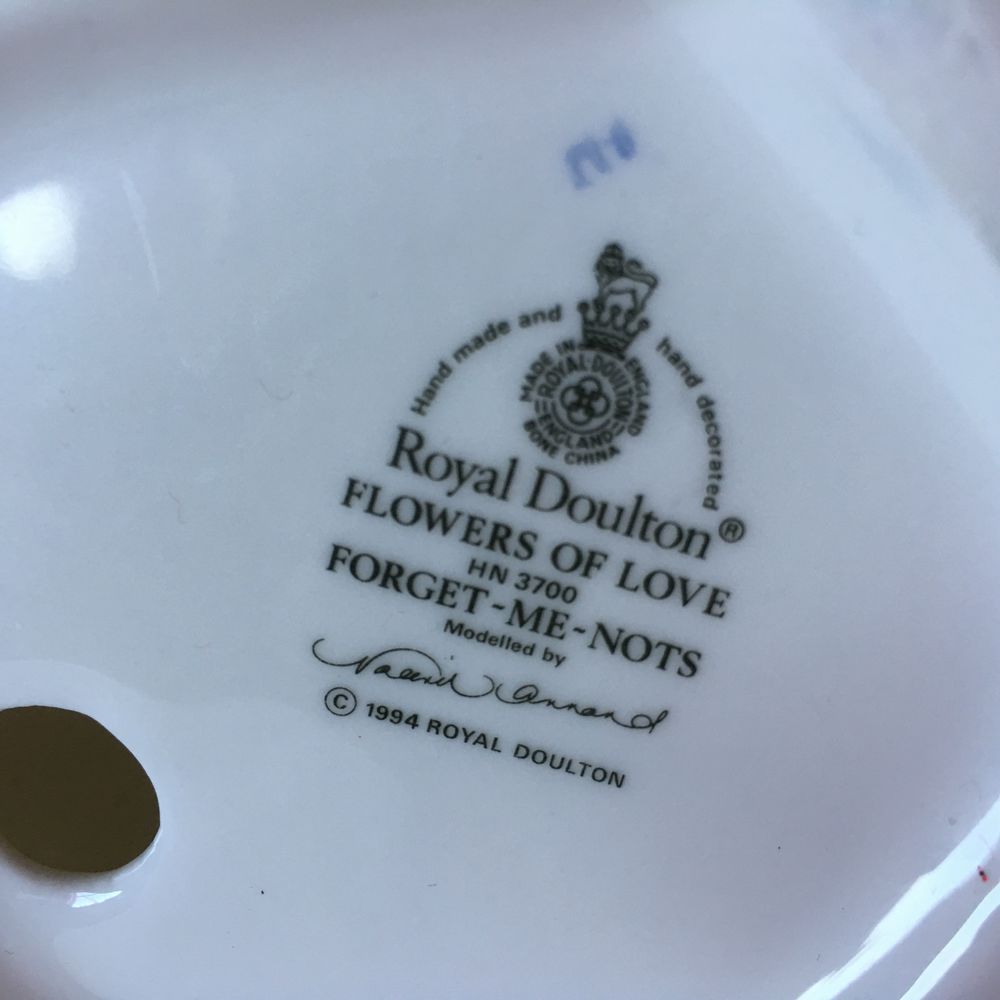 Hand made and hand decorated
MADE IN ENGLAND
ROYAL·DOULTON
ENGLAND
BONE CHINA
Royal Doulton®
FLOWERS OF LOVE
HN 3700
FORGET-ME-NOTS
Modelled by
© 1994 ROYAL DOULTON